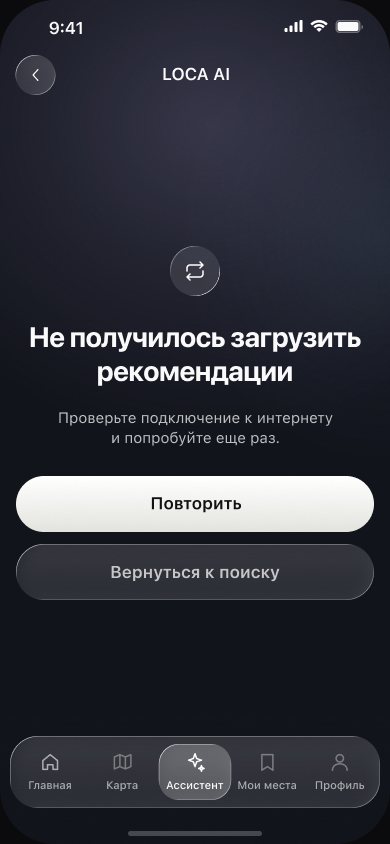 9:41
LOCA AI
Не получилось загрузить
рекомендации
Проверьте подключение к интернету
и попробуйте еще раз.
Повторить
Вернуться к поиску
Главная
Карта
Ассистент
Мои места
Профиль